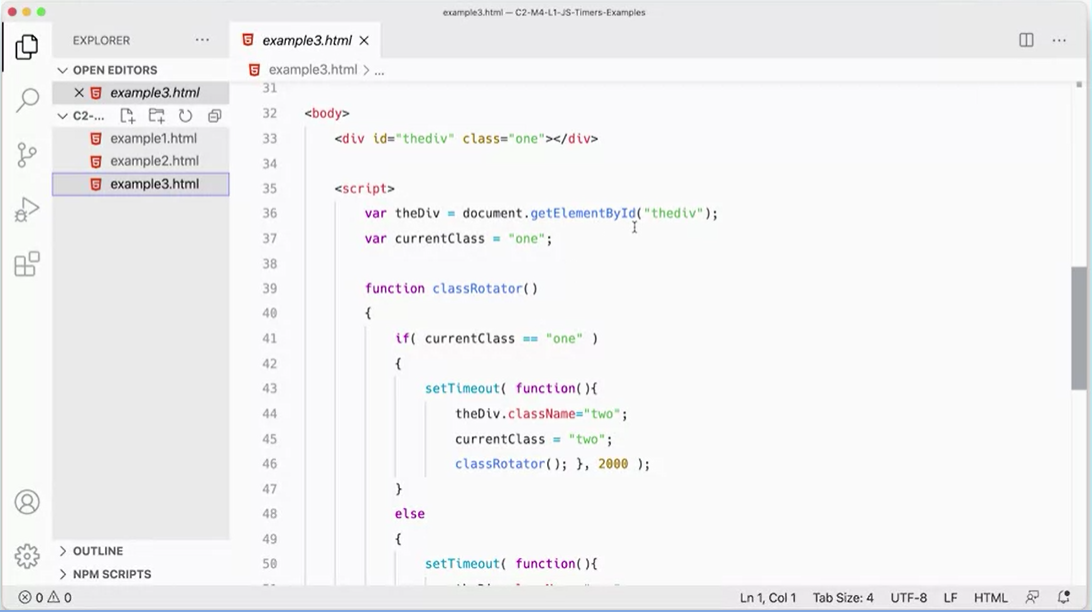 example3.html — C2-M4-L1-JS-Timers-Examples
EXPLORER
example3.html
OPEN EDITORS
example3.html
example3.html > ...
C2-...
example1.html
example2.html
example3.html
31
32 <body>
33 <div id="thediv" class="one"></div>
34
35 <script>
36 var theDiv = document.getElementById("thediv");
37 var currentClass = "one";
38
39 function classRotator()
40 {
41 if( currentClass == "one" )
42 {
43 setTimeout( function(){
44 theDiv.className="two";
45 currentClass = "two";
46 classRotator(); }, 2000 );
47 }
48 else
49 {
50 setTimeout( function(){
OUTLINE
NPM SCRIPTS
0 0
Ln 1, Col 1 Tab Size: 4 UTF-8 LF HTML